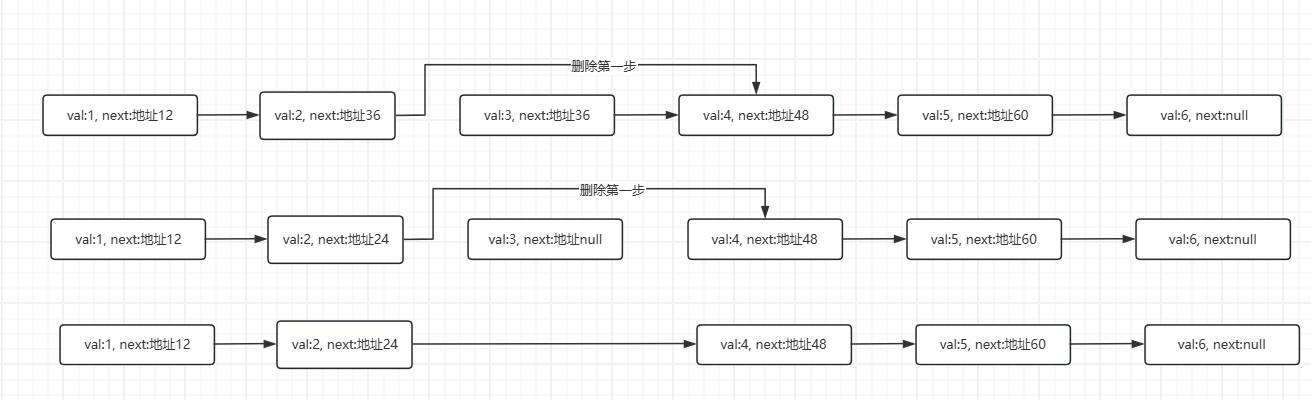 删除第一步
val:1, next:地址12
val:2, next:地址36
val:3, next:地址36
val:4, next:地址48
val:5, next:地址60
val:6, next:null
删除第一步
val:1, next:地址12
val:2, next:地址24
val:3, next:地址null
val:4, next:地址48
val:5, next:地址60
val:6, next:null
val:1, next:地址12
val:2, next:地址24
val:4, next:地址48
val:5, next:地址60
val:6, next:null